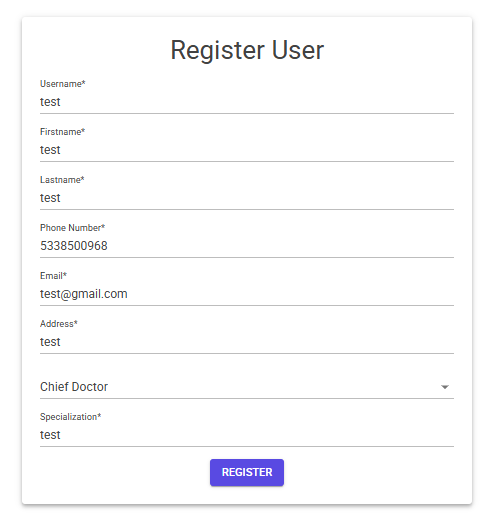 Register User
Username*
test
Firstname*
test
Lastname*
test
Phone Number*
5338500968
Email*
test@gmail.com
Address*
test
Chief Doctor
Specialization*
test
REGISTER